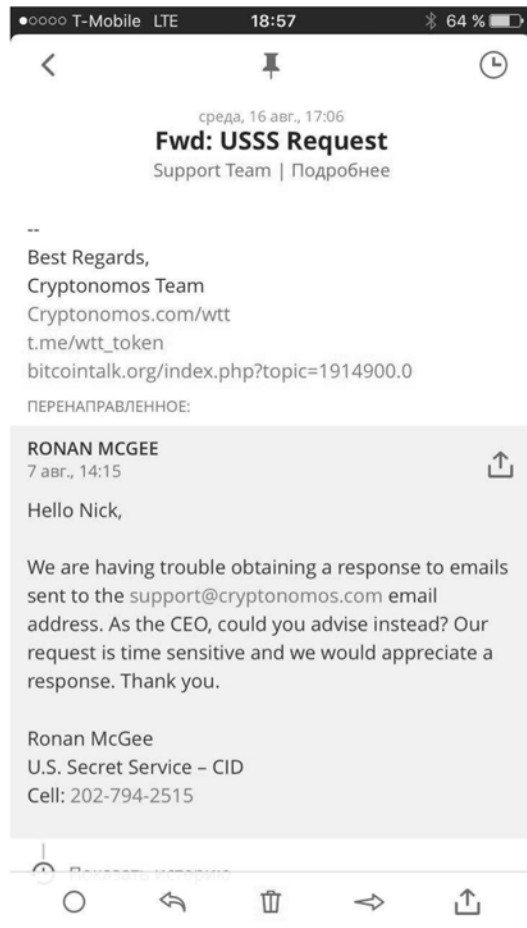 T-Mobile LTE 18:57 64 %
среда, 16 авг., 17:06
Fwd: USSS Request
Support Team | Подробнее
--
Best Regards,
Cryptonomos Team
Cryptonomos.com/wtt
t.me/wtt_token
bitcointalk.org/index.php?topic=1914900.0
ПЕРЕНАПРАВЛЕННОЕ:
RONAN MCGEE
7 авг., 14:15
Hello Nick,
We are having trouble obtaining a response to emails
sent to the support@cryptonomos.com email
address. As the CEO, could you advise instead? Our
request is time sensitive and we would appreciate a
response. Thank you.
Ronan McGee
U.S. Secret Service – CID
Cell: 202-794-2515
Показать историю